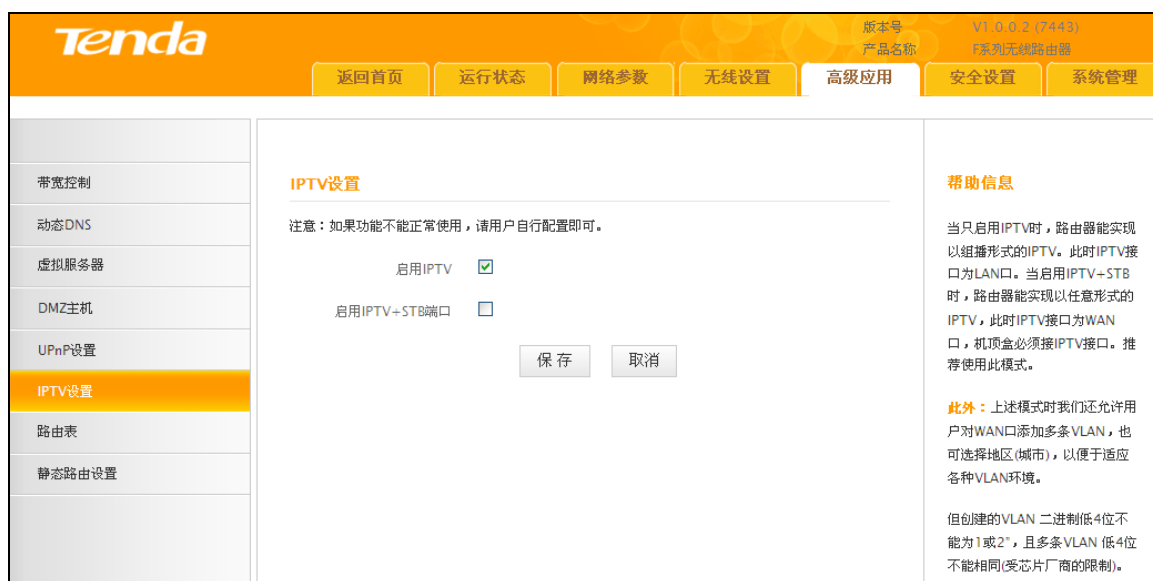 Tenda
版本号 V1.0.0.2 (7443)
产品名称 F系列无线路由器
返回首页 运行状态 网络参数 无线设置 高级应用 安全设置 系统管理
带宽控制
动态DNS
虚拟服务器
DMZ主机
UPnP设置
IPTV设置
路由表
静态路由设置
IPTV设置
注意：如果功能不能正常使用，请用户自行配置即可。
启用IPTV
启用IPTV+STB端口
保存 取消
帮助信息
当只启用IPTV时，路由器能实现
以组播形式的IPTV。此时IPTV接
口为LAN口。当启用IPTV+STB
时，路由器能实现以任意形式的
IPTV，此时IPTV接口为WAN
口，机顶盒必须接IPTV接口。推
荐使用此模式。
此外：上述模式时我们还允许用
户对WAN口添加多条VLAN，也
可选择地区(城市)，以便于适应
各种VLAN环境。
但创建的VLAN 二进制低4位不
能为1或2"，且多条VLAN 低4位
不能相同(受芯片厂商的限制)。